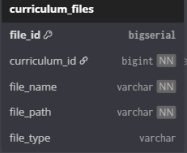 curriculum_files
file_id bigserial
curriculum_id bigint NN
file_name varchar NN
file_path varchar NN
file_type varchar